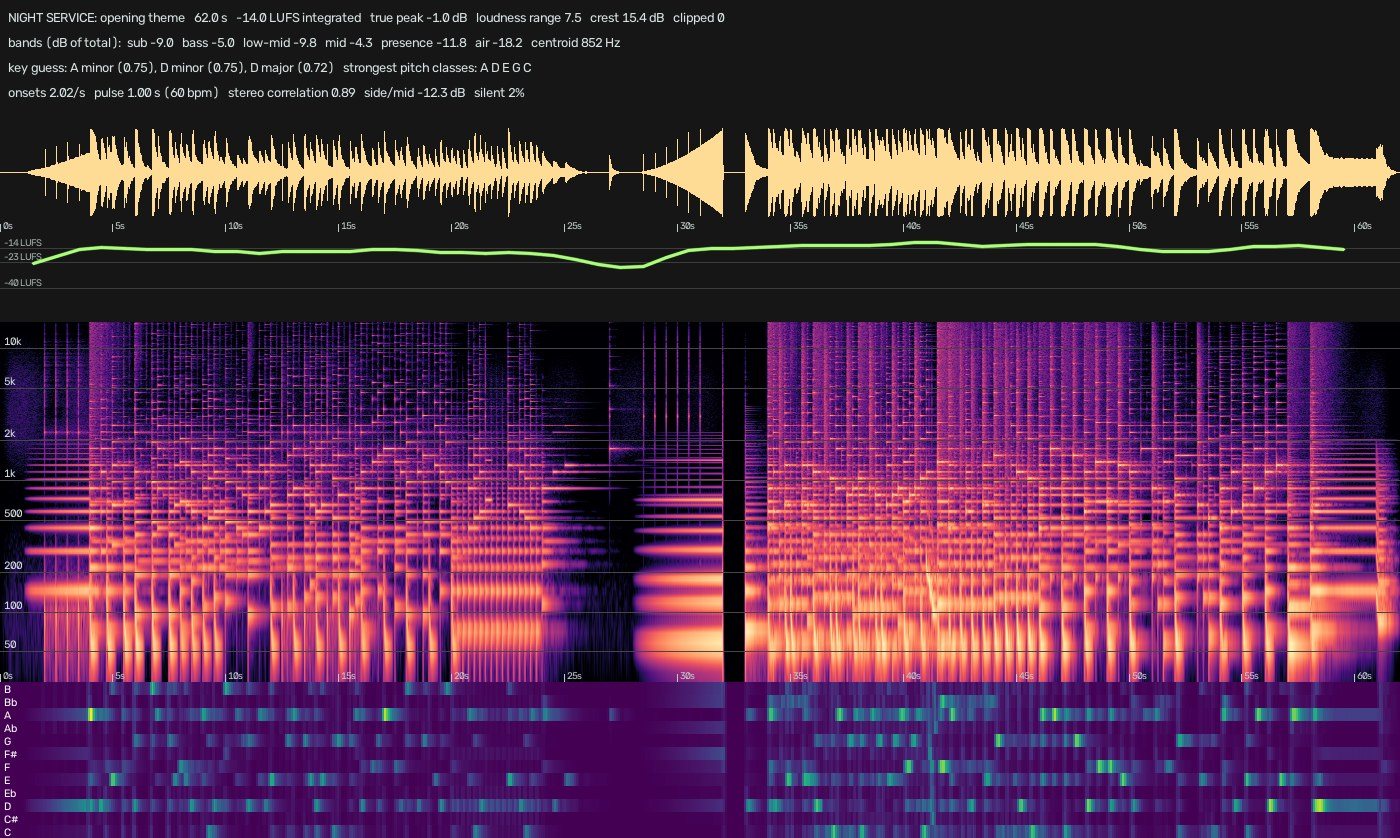 NIGHT SERVICE: opening theme   62.0 s   -14.0 LUFS integrated   true peak -1.0 dB   loudness range 7.5   crest 15.4 dB   clipped 0
bands (dB of total):  sub -9.0   bass -5.0   low-mid -9.8   mid -4.3   presence -11.8   air -18.2   centroid 852 Hz
key guess: A minor (0.75), D minor (0.75), D major (0.72)   strongest pitch classes: A D E G C
onsets 2.02/s   pulse 1.00 s (60 bpm)   stereo correlation 0.89   side/mid -12.3 dB   silent 2%
0s 5s 10s 15s 20s 25s 30s 35s 40s 45s 50s 55s 60s
-14 LUFS
-23 LUFS
-40 LUFS
10k
5k
2k
1k
500
200
100
50
0s 5s 10s 15s 20s 25s 30s 35s 40s 45s 50s 55s 60s
B
Bb
A
Ab
G
F#
F
E
Eb
D
C#
C